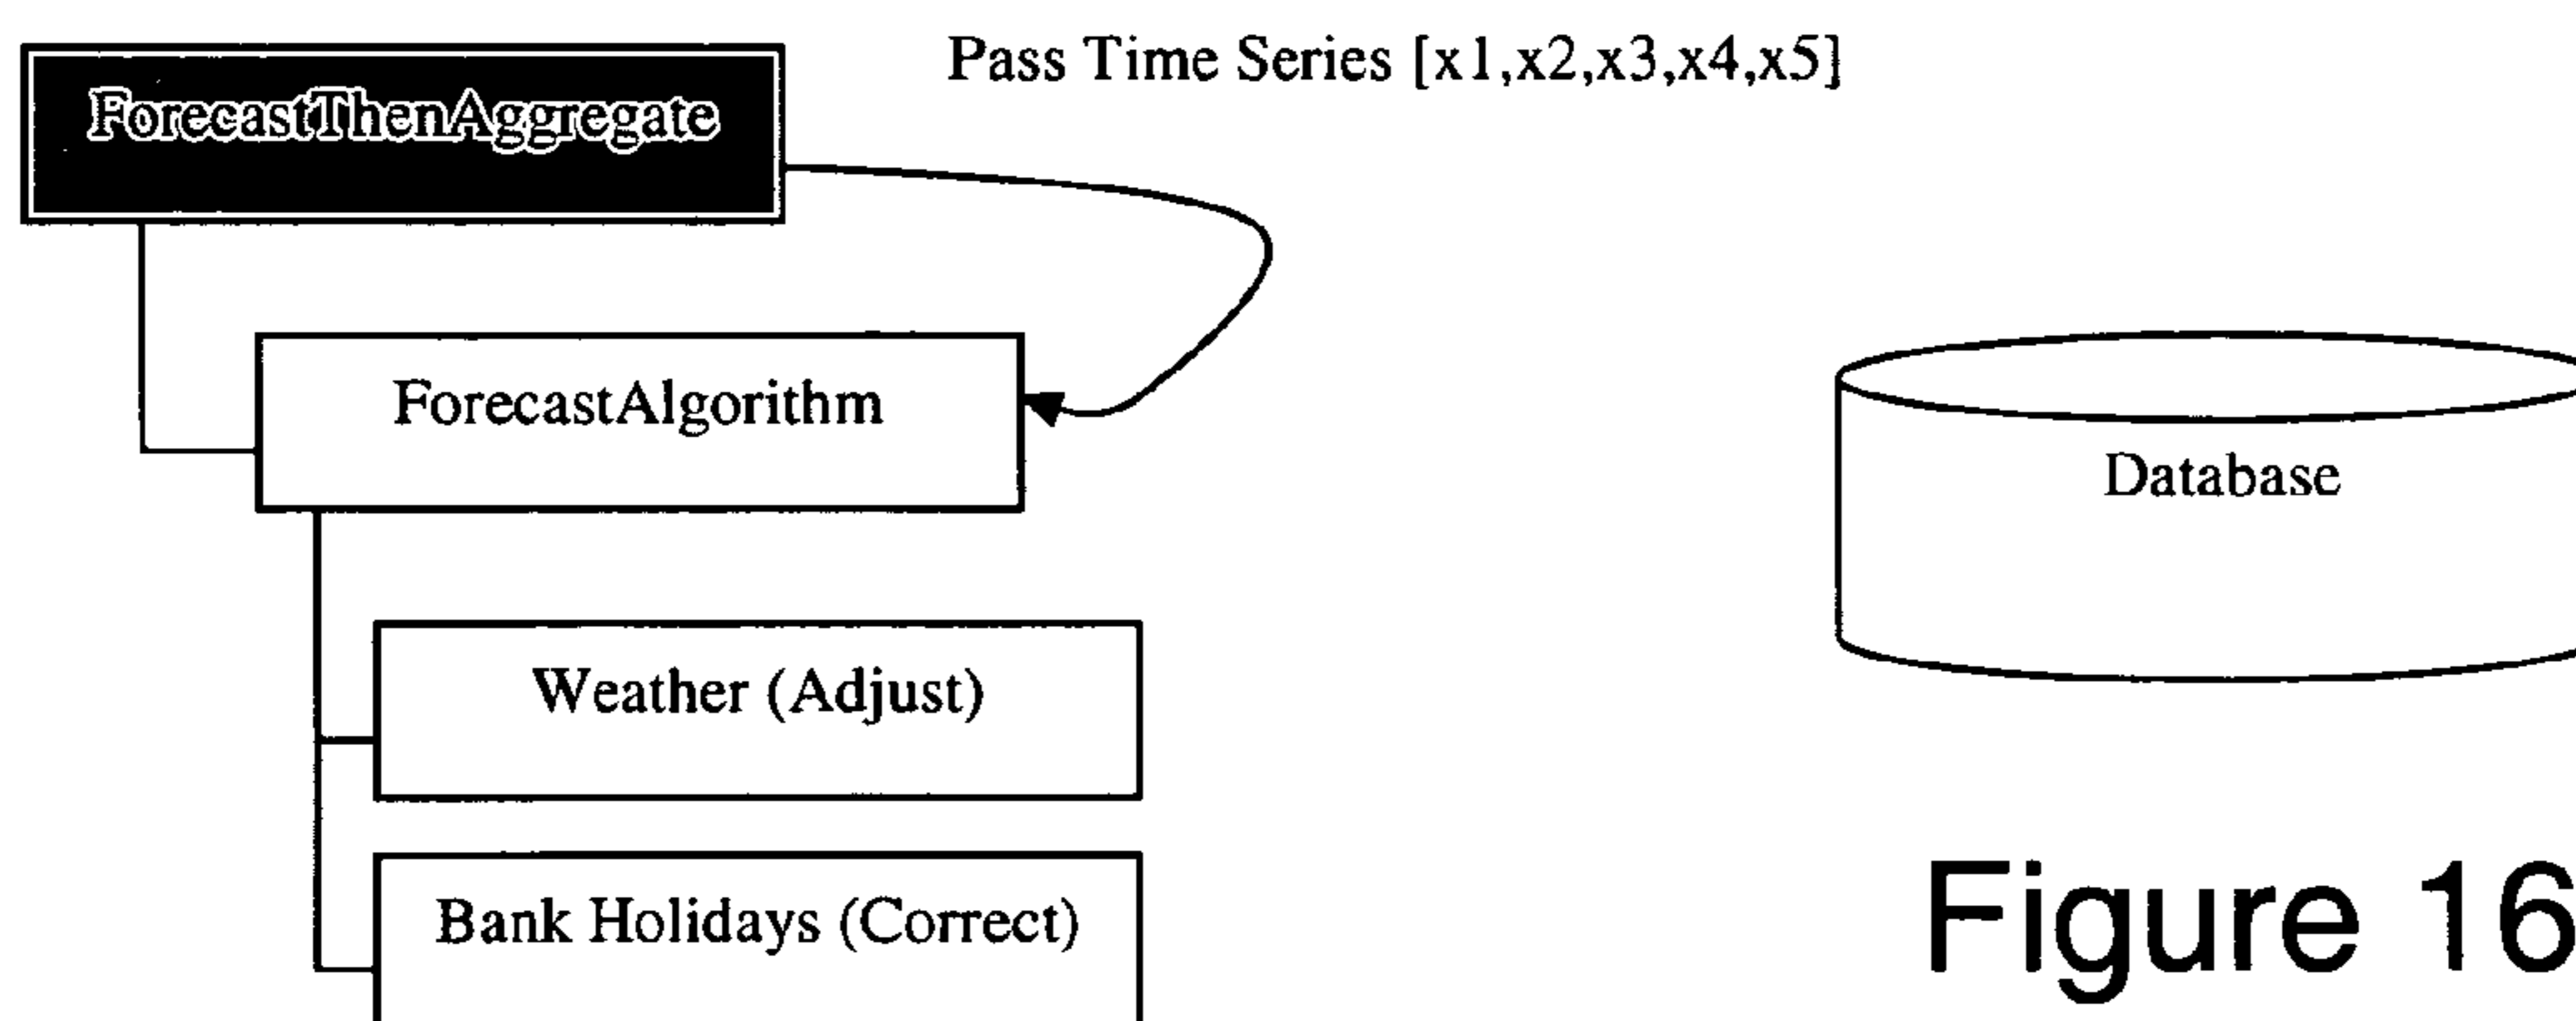 Pass Time Series [x1,x2,x3,x4,x5]
ForecastThenAggregate
ForecastAlgorithm
Database
Weather (Adjust)
Bank Holidays (Correct)
Figure 16